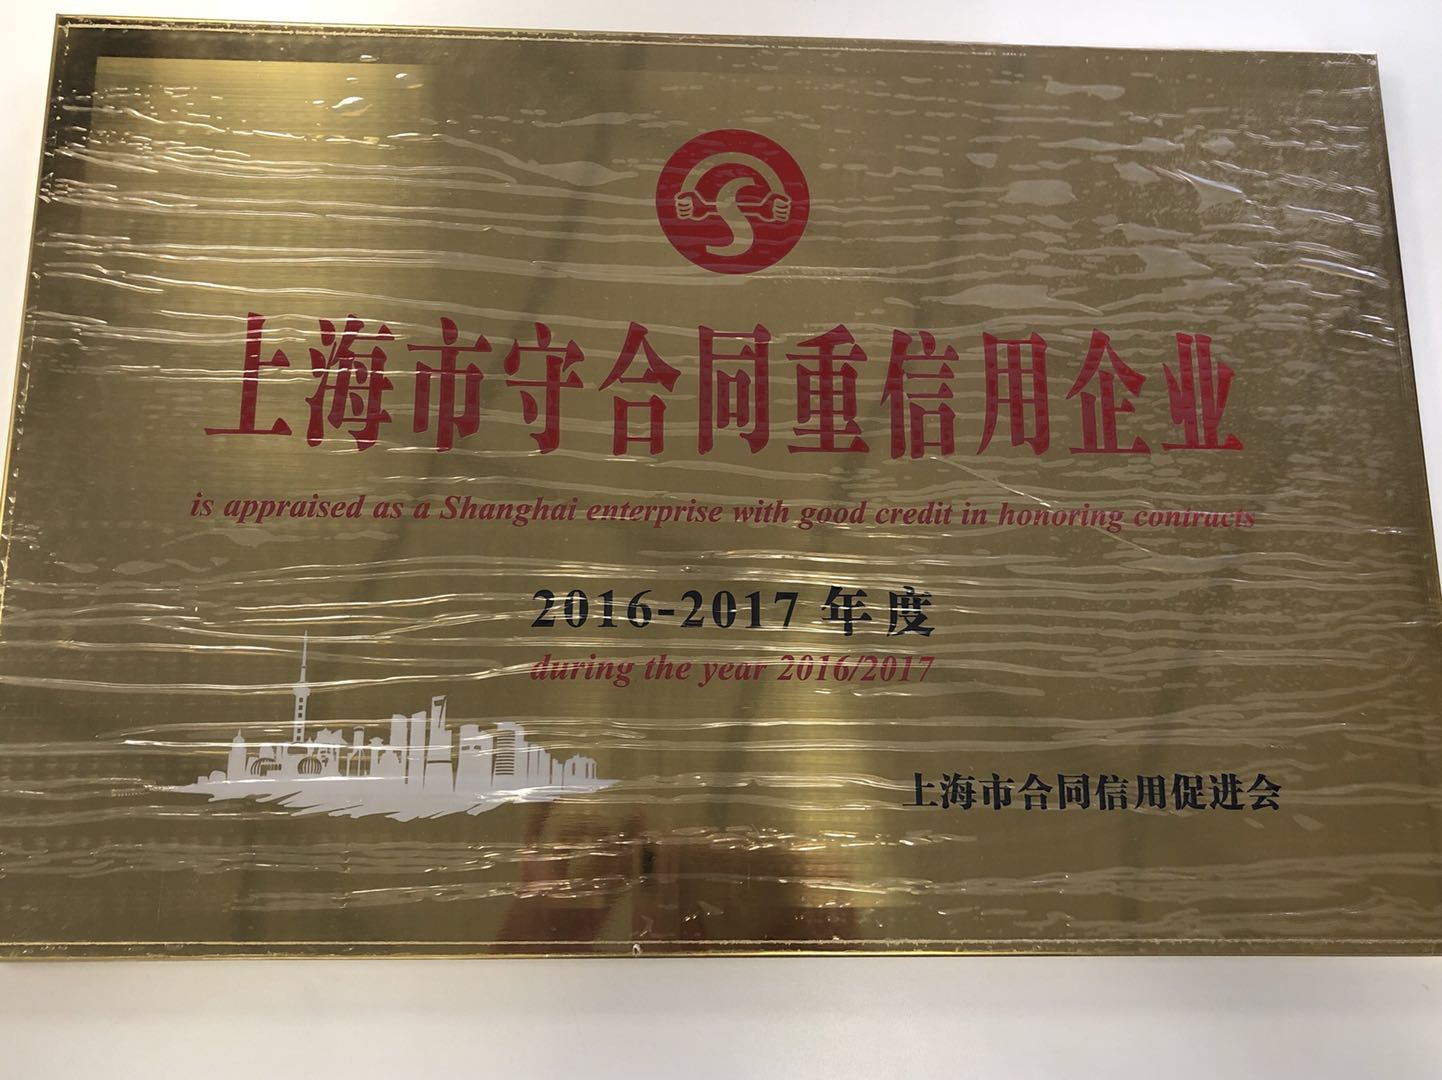 上海市守合同重信用企业
is appraised as a Shanghai enterprise with good credit in honoring contracts
2016-2017 年度
during the year 2016/2017
上海市合同信用促进会